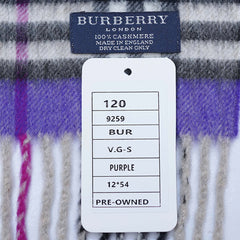 BURBERRY
LONDON
100% CASHMERE
MADE IN ENGLAND
DRY CLEAN ONLY
120
9259
BUR
V.G-S
PURPLE
12*54
PRE-OWNED